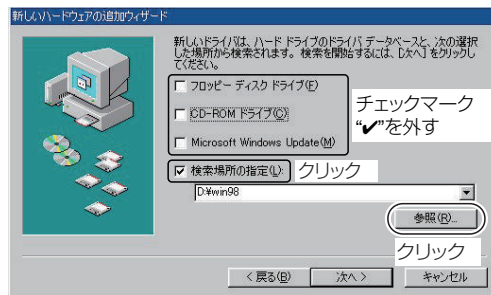 新しいハードウェアの追加ウィザード
新しいドライバは、ハード ドライブのドライバ データベースと、次の選択
した場所から検索されます。検索を開始するには、[次へ] をクリックし
てください。
フロッピー ディスク ドライブ(F)
CD-ROM ドライブ(C)
Microsoft Windows Update(M)
チェックマーク
“✔”を外す
検索場所の指定(L):
クリック
D:¥win98
参照(R)...
クリック
< 戻る(B)
次へ >
キャンセル